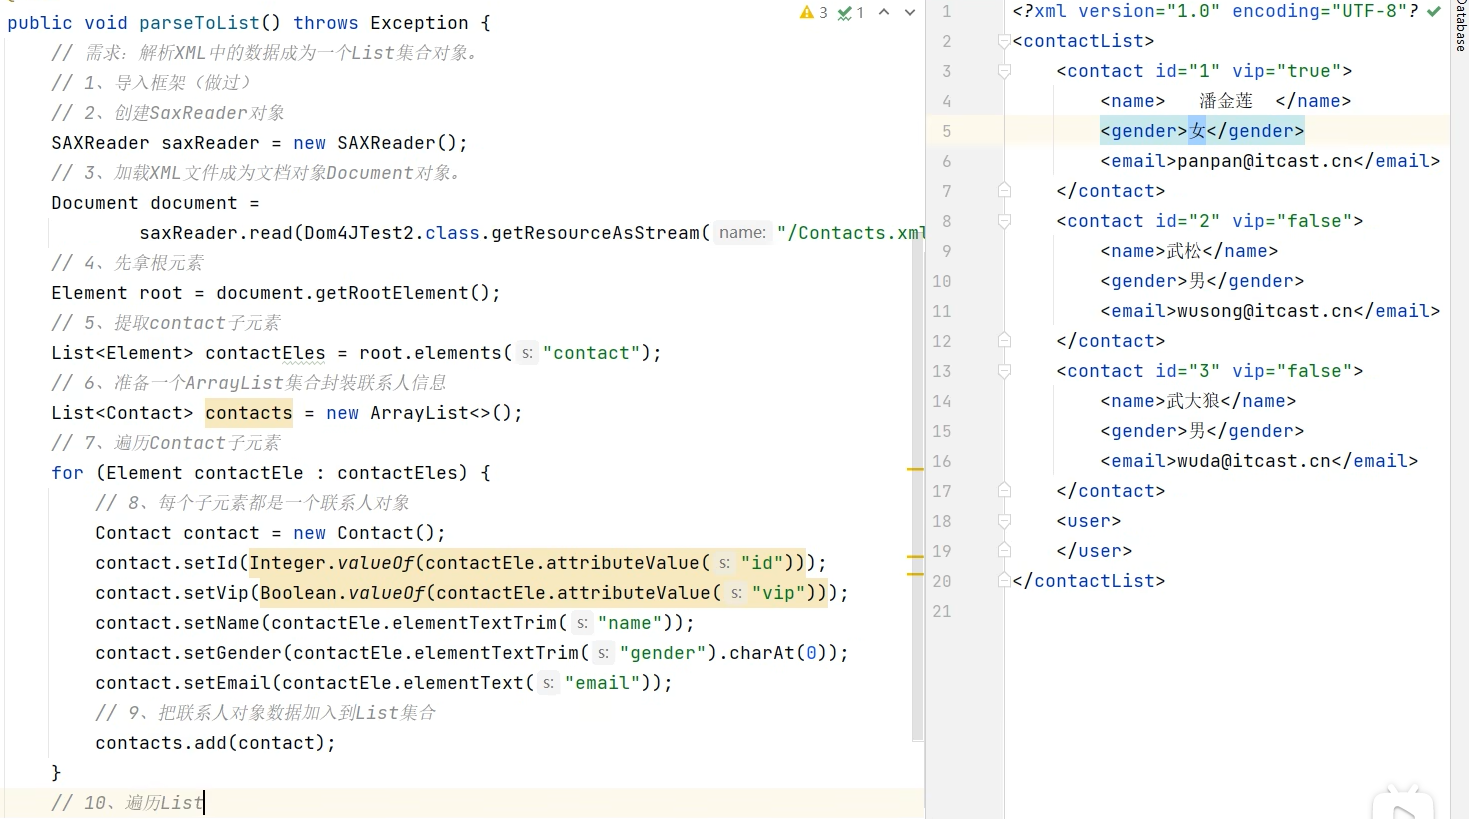 public void parseToList() throws Exception {
// 需求：解析XML中的数据成为一个List集合对象。
// 1、导入框架（做过）
// 2、创建SaxReader对象
SAXReader saxReader = new SAXReader();
// 3、加载XML文件成为文档对象Document对象。
Document document =
saxReader.read(Dom4JTest2.class.getResourceAsStream( name: "/Contacts.xml
// 4、先拿根元素
Element root = document.getRootElement();
// 5、提取contact子元素
List<Element> contactEles = root.elements( s: "contact");
// 6、准备一个ArrayList集合封装联系人信息
List<Contact> contacts = new ArrayList<>();
// 7、遍历Contact子元素
for (Element contactEle : contactEles) {
// 8、每个子元素都是一个联系人对象
Contact contact = new Contact();
contact.setId(Integer.valueOf(contactEle.attributeValue( s: "id")));
contact.setVip(Boolean.valueOf(contactEle.attributeValue( s: "vip")));
contact.setName(contactEle.elementTextTrim( s: "name"));
contact.setGender(contactEle.elementTextTrim( s: "gender").charAt(0));
contact.setEmail(contactEle.elementText( s: "email"));
// 9、把联系人对象数据加入到List集合
contacts.add(contact);
}
// 10、遍历List
3 1
1 <?xml version="1.0" encoding="UTF-8"?
2 <contactList>
3 <contact id="1" vip="true">
4 <name> 潘金莲 </name>
5 <gender>女</gender>
6 <email>panpan@itcast.cn</email>
7 </contact>
8 <contact id="2" vip="false">
9 <name>武松</name>
10 <gender>男</gender>
11 <email>wusong@itcast.cn</email>
12 </contact>
13 <contact id="3" vip="false">
14 <name>武大狼</name>
15 <gender>男</gender>
16 <email>wuda@itcast.cn</email>
17 </contact>
18 <user>
19 </user>
20 </contactList>
21
Database